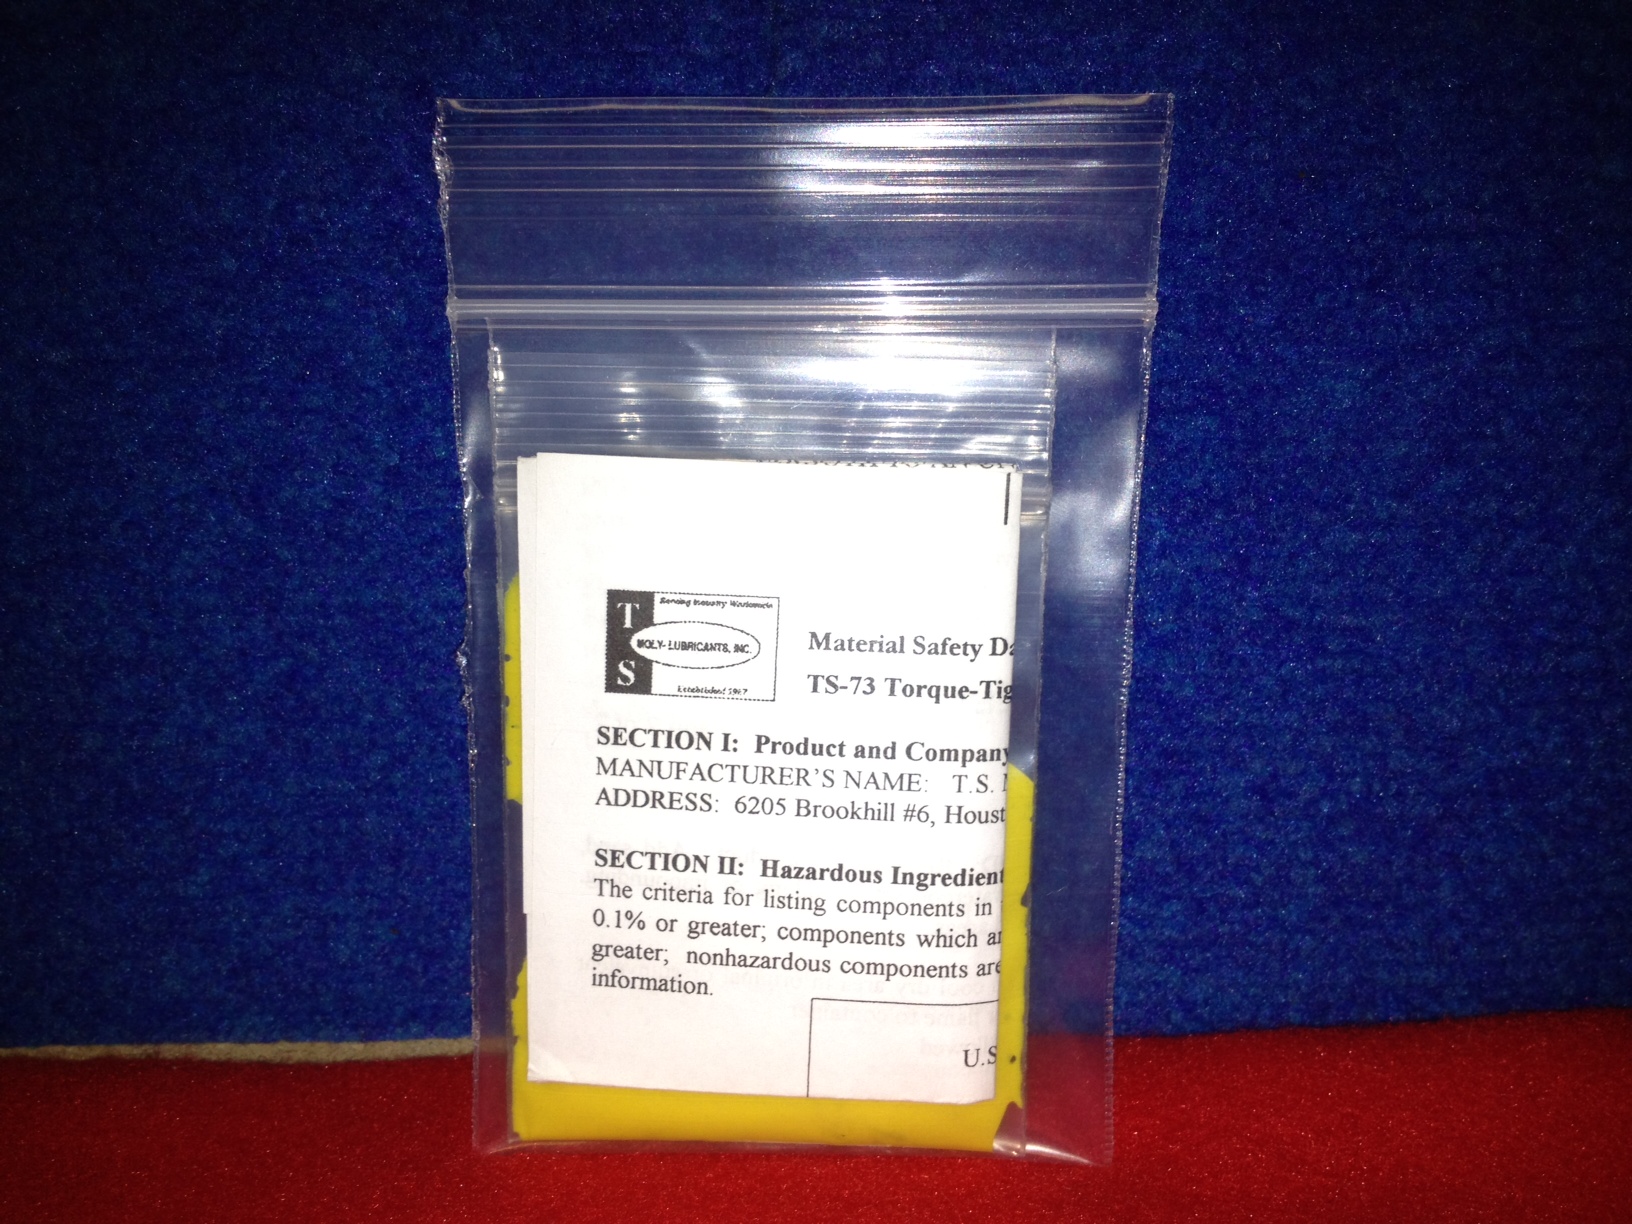 T
S
Serving Industry Worldwide
MOLY-LUBRICANTS, INC.
Established 1967
Material Safety Da
TS-73 Torque-Tig
SECTION I: Product and Company
MANUFACTURER'S NAME: T.S.
ADDRESS: 6205 Brookhill #6, Houst
SECTION II: Hazardous Ingredient
The criteria for listing components in
0.1% or greater; components which ar
greater; nonhazardous components are
information.
U.S